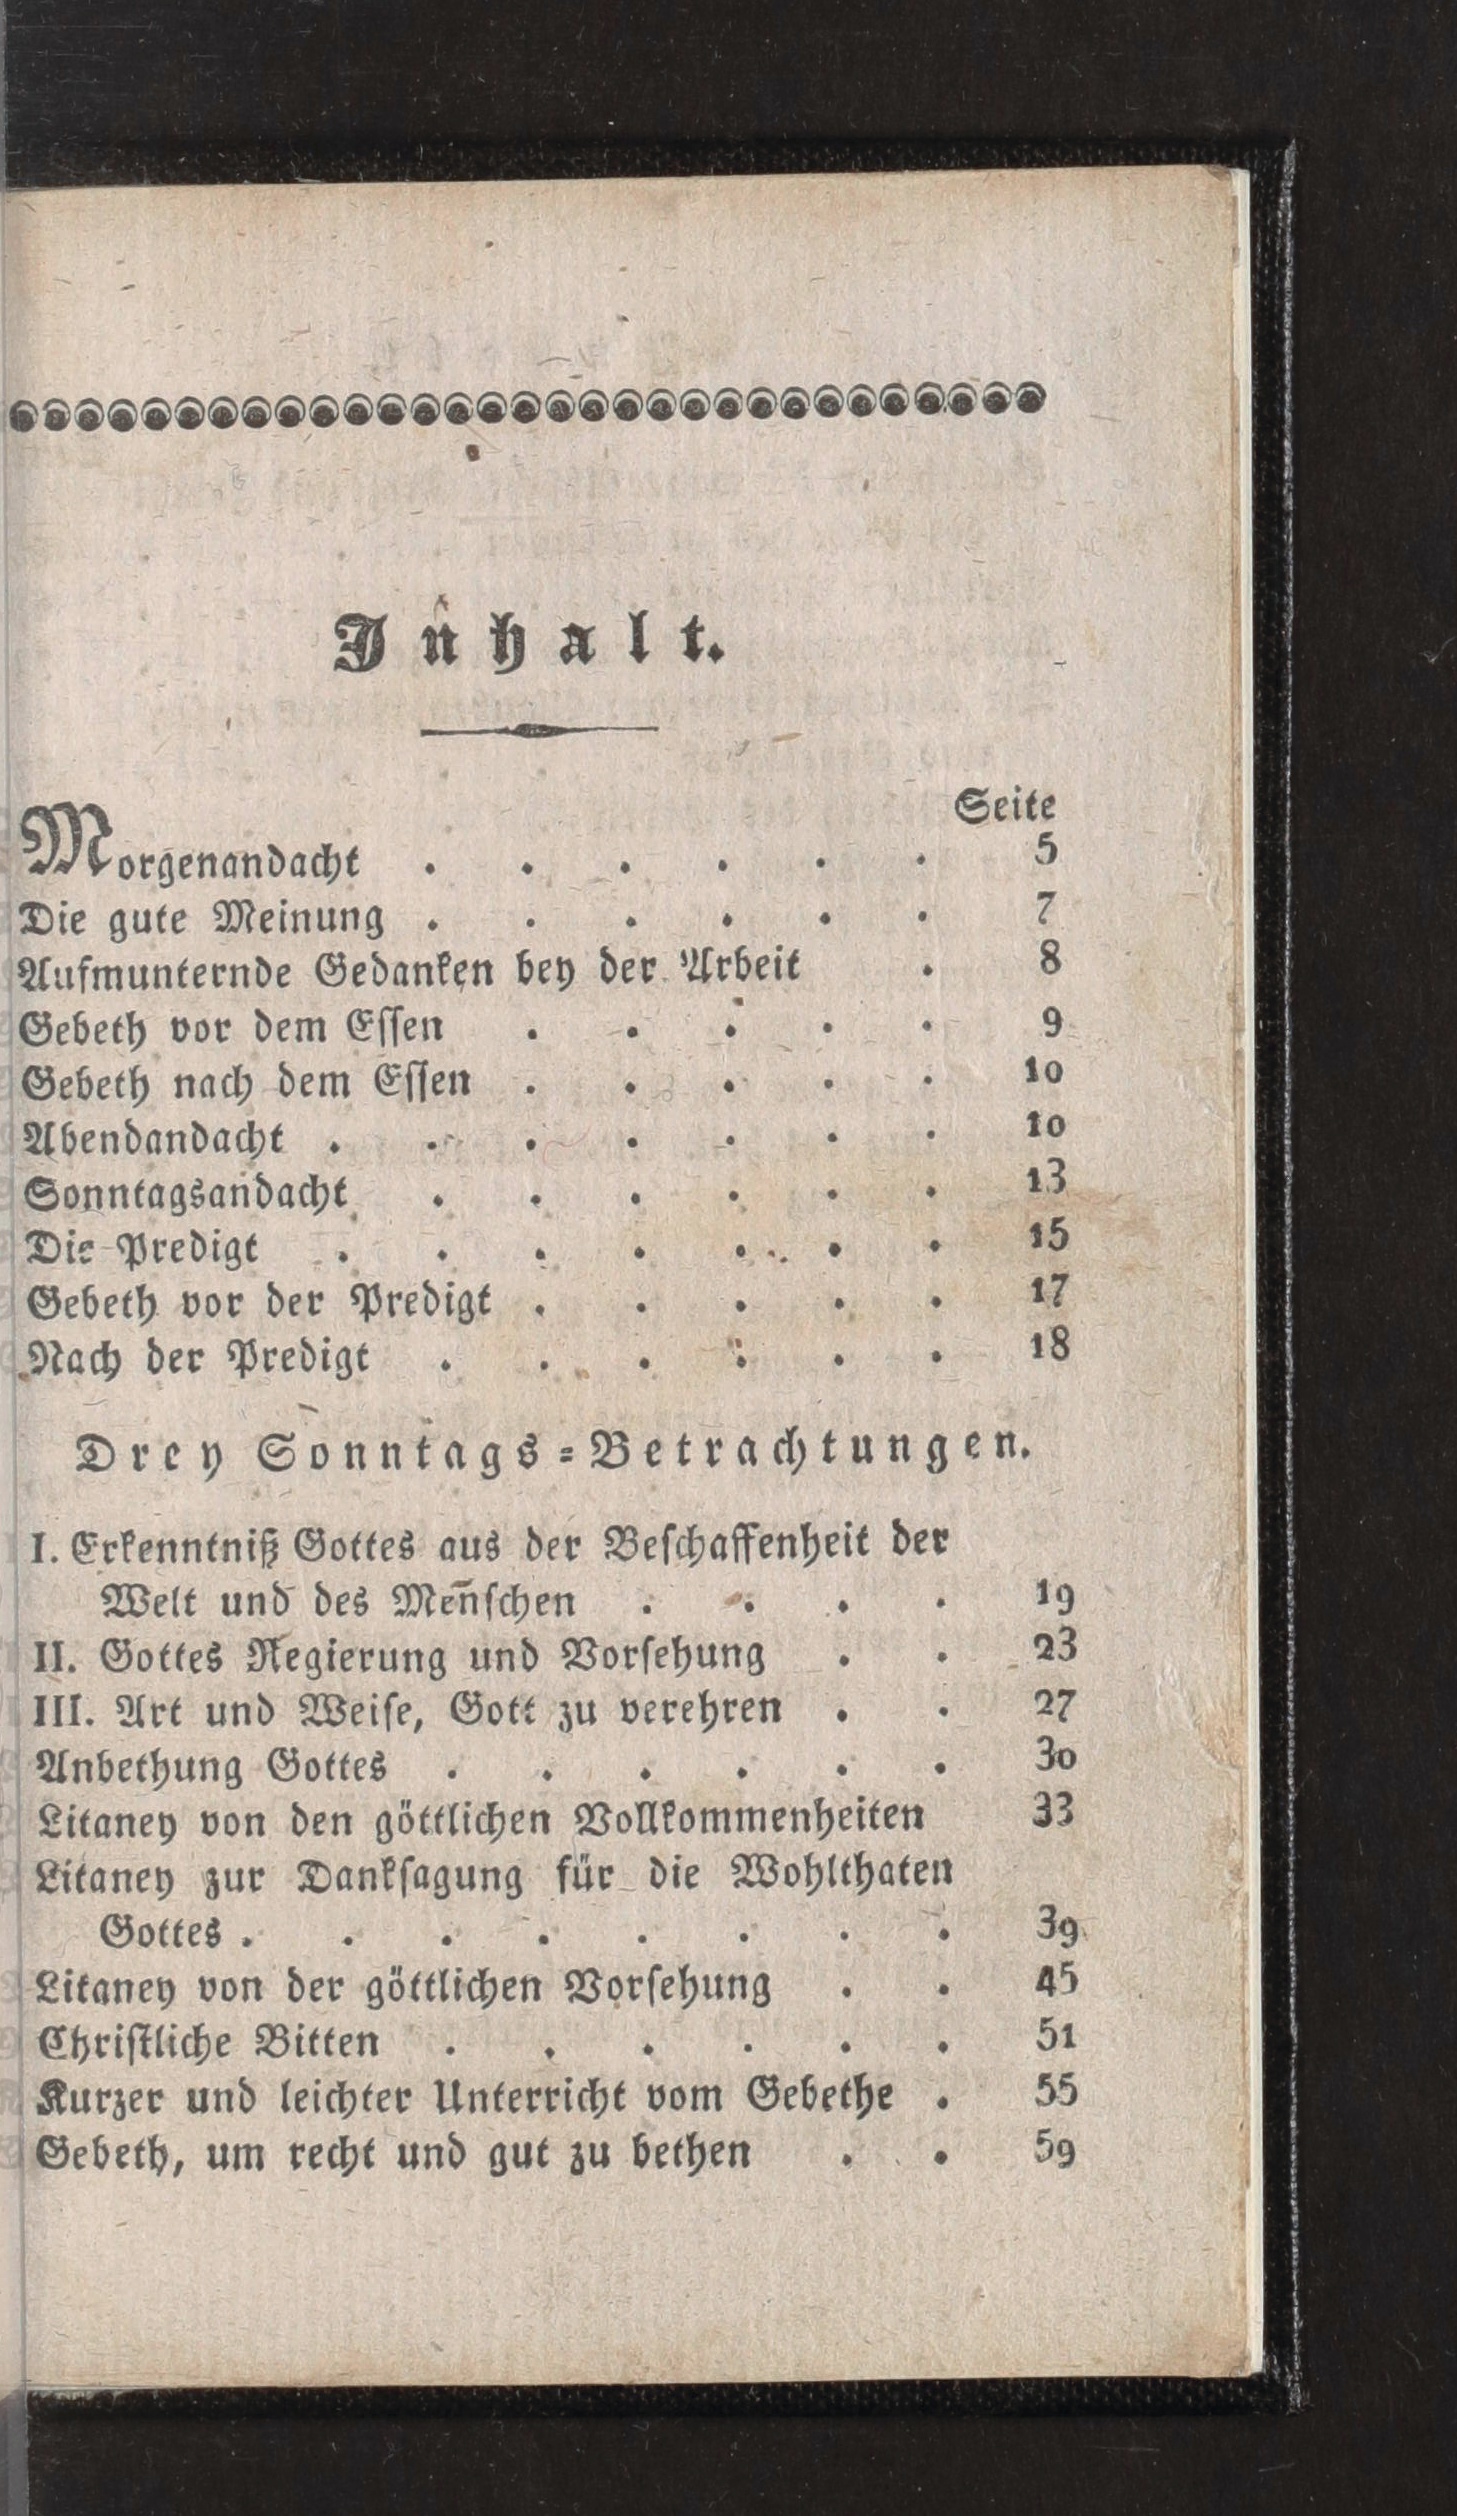 Inhalt.
Seite
Morgenandacht . . . . . . 5
Die gute Meinung . . . . . . 7
Aufmunternde Gedanken bey der Arbeit . 8
Gebeth vor dem Eſſen . . . . . 9
Gebeth nach dem Eſſen . . . . . 10
Abendandacht . . . . . . . 10
Sonntagsandacht . . . . . . 13
Die Predigt . . . . . . . 15
Gebeth vor der Predigt . . . . . 17
Nach der Predigt . . . . . . 18
Drey Sonntags=Betrachtungen.
I. Erkenntniß Gottes aus der Beſchaffenheit der
Welt und des Men̄ſchen . . . . 19
II. Gottes Regierung und Vorſehung . . 23
III. Art und Weiſe, Gott zu verehren . . 27
Anbethung Gottes . . . . . . 30
Litaney von den göttlichen Vollkommenheiten 33
Litaney zur Dankſagung für die Wohlthaten
Gottes . . . . . . . . 39
Litaney von der göttlichen Vorſehung . . 45
Chriſtliche Bitten . . . . . . 51
Kurzer und leichter Unterricht vom Gebethe . 55
Gebeth, um recht und gut zu bethen . . 59